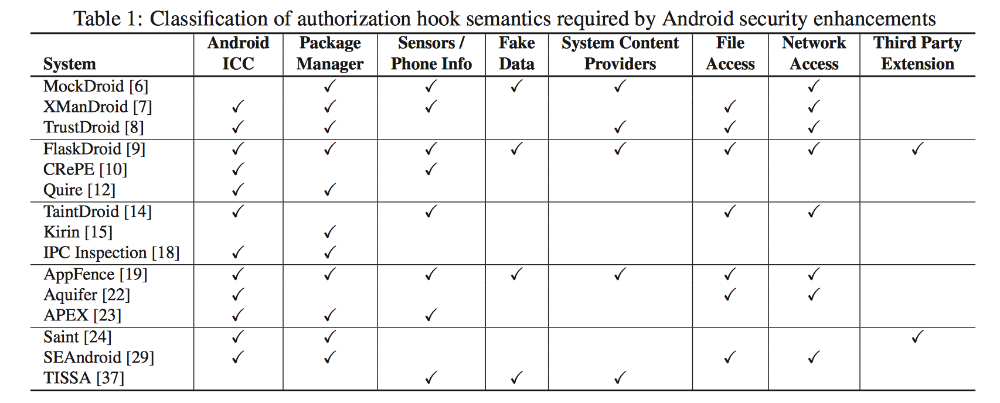 Table 1: Classification of authorization hook semantics required by Android security enhancements
System Android ICC Package Manager Sensors / Phone Info Fake Data System Content Providers File Access Network Access Third Party Extension
MockDroid [6] ✓ ✓ ✓ ✓ ✓
XManDroid [7] ✓ ✓ ✓ ✓ ✓
TrustDroid [8] ✓ ✓ ✓ ✓ ✓
FlaskDroid [9] ✓ ✓ ✓ ✓ ✓ ✓ ✓ ✓
CRePE [10] ✓ ✓
Quire [12] ✓ ✓
TaintDroid [14] ✓ ✓ ✓ ✓
Kirin [15] ✓
IPC Inspection [18] ✓ ✓
AppFence [19] ✓ ✓ ✓ ✓ ✓ ✓ ✓
Aquifer [22] ✓ ✓ ✓
APEX [23] ✓ ✓ ✓
Saint [24] ✓ ✓ ✓
SEAndroid [29] ✓ ✓ ✓ ✓
TISSA [37] ✓ ✓ ✓